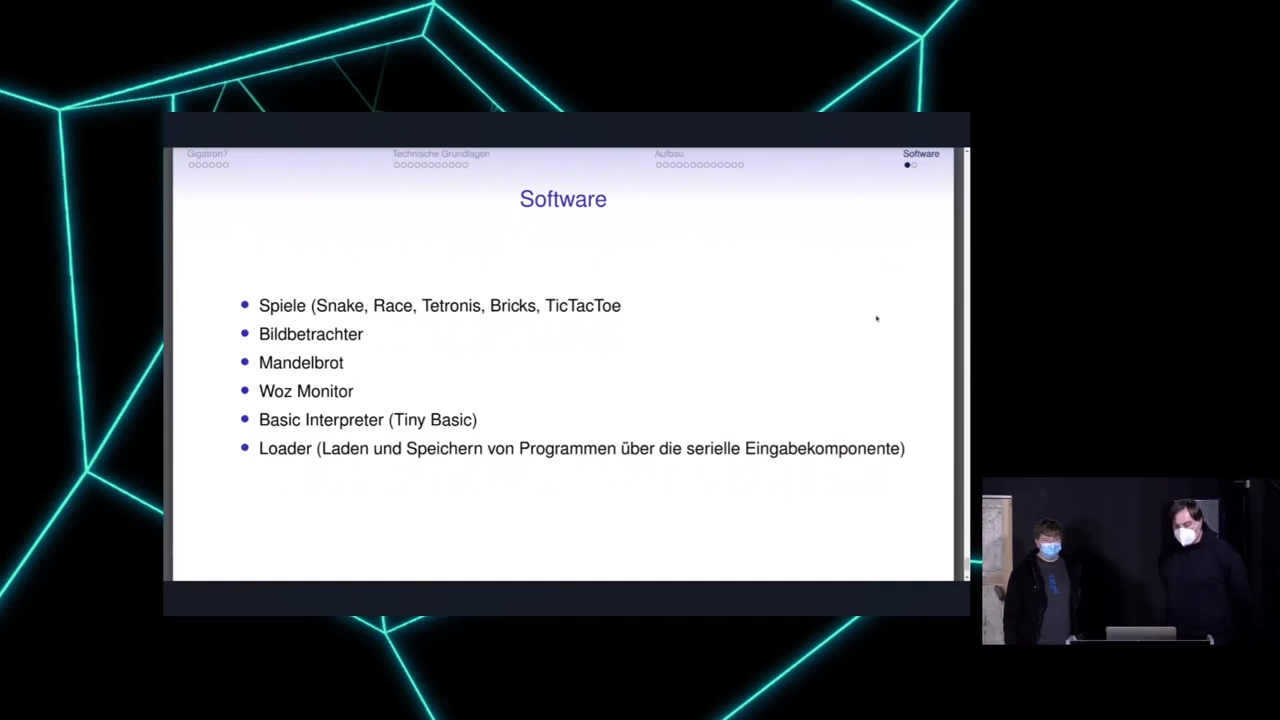 Gigatron?
Technische Grundlagen
Aufbau
Software
Software
Spiele (Snake, Race, Tetronis, Bricks, TicTacToe
Bildbetrachter
Mandelbrot
Woz Monitor
Basic Interpreter (Tiny Basic)
Loader (Laden und Speichern von Programmen über die serielle Eingabekomponente)